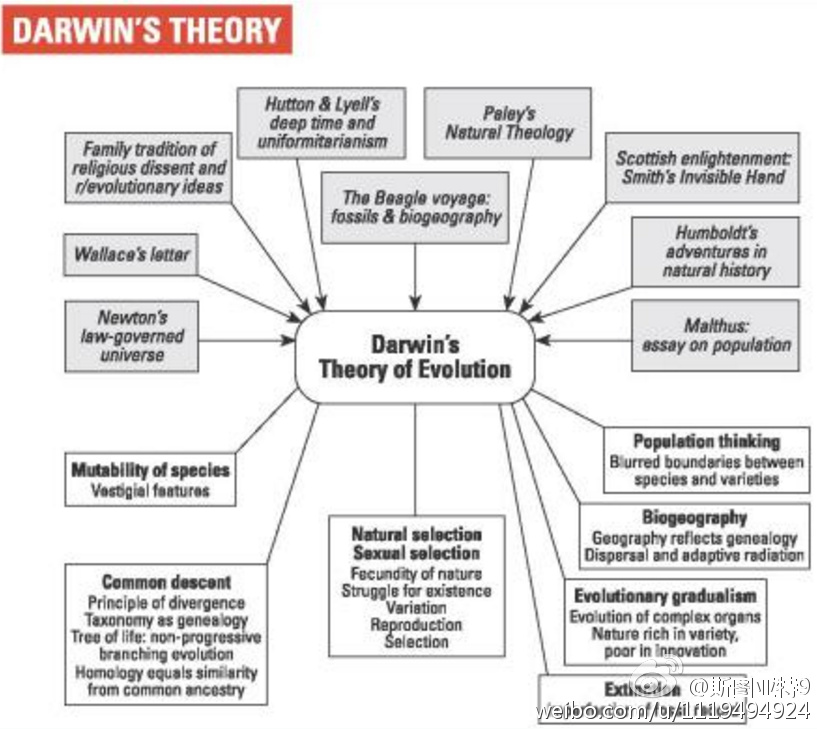 DARWIN'S THEORY
Hutton & Lyell's
deep time and
uniformitarianism
Paley's
Natural Theology
Family tradition of
religious dissent and
r/evolutionary ideas
The Beagle voyage:
fossils & biogeography
Scottish enlightenment:
Smith's Invisible Hand
Wallace's letter
Humboldt's
adventures in
natural history
Newton's
law-governed
universe
Malthus:
essay on population
Darwin's
Theory of Evolution
Mutability of species
Vestigial features
Population thinking
Blurred boundaries between
species and varieties
Natural selection
Sexual selection
Fecundity of nature
Struggle for existence
Variation
Reproduction
Selection
Biogeography
Geography reflects genealogy
Dispersal and adaptive radiation
Common descent
Principle of divergence
Taxonomy as genealogy
Tree of life: non-progressive
branching evolution
Homology equals similarity
from common ancestry
Evolutionary gradualism
Evolution of complex organs
Nature rich in variety,
poor in innovation
Extinction
of fossil
weibo.com/u/1119494924